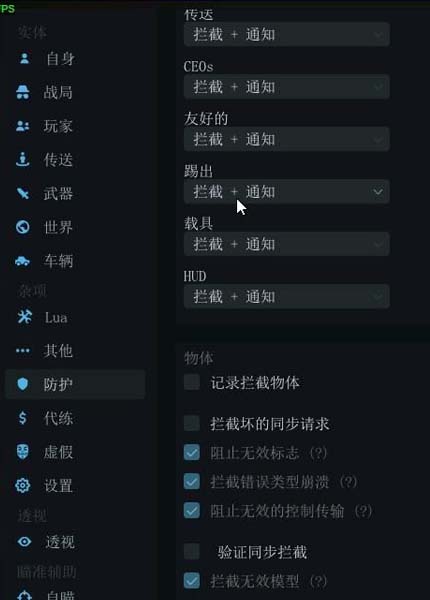 PS
实体
自身
战局
玩家
传送
武器
世界
车辆
杂项
Lua
其他
防护
代练
虚假
设置
透视
透视
瞄准辅助
自瞄
传送
拦截 + 通知
CEOs
拦截 + 通知
友好的
拦截 + 通知
踢出
拦截 + 通知
载具
拦截 + 通知
HUD
拦截 + 通知
物体
记录拦截物体
拦截坏的同步请求
阻止无效标志 (?)
拦截错误类型崩溃 (?)
阻止无效的控制传输 (?)
验证同步拦截
拦截无效模型 (?)